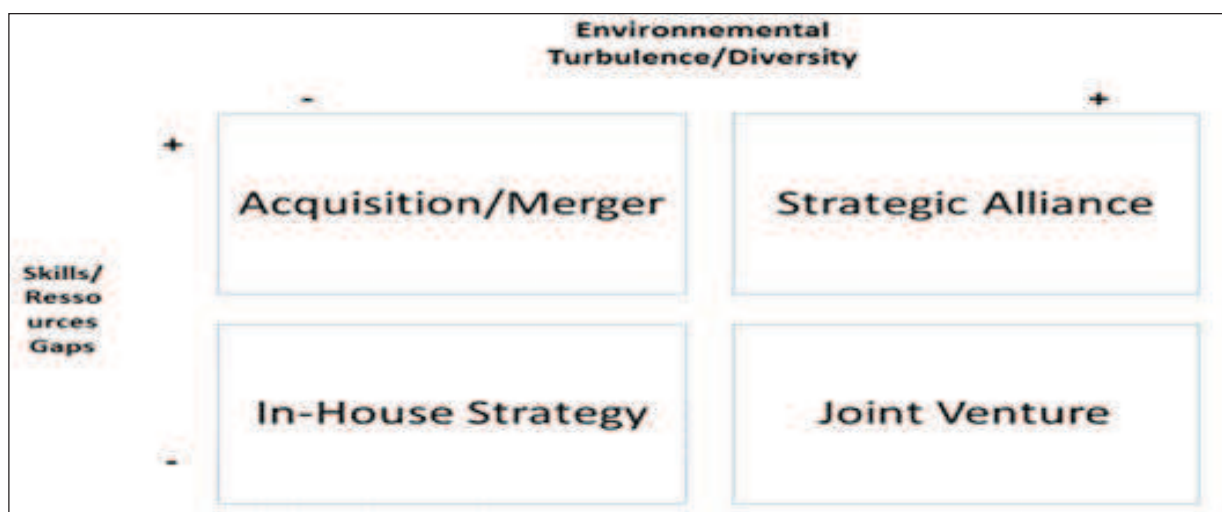 Environnemental
Turbulence/Diversity
- +
+
Acquisition/Merger Strategic Alliance
Skills/
Resso
urces
Gaps
In-House Strategy Joint Venture
-